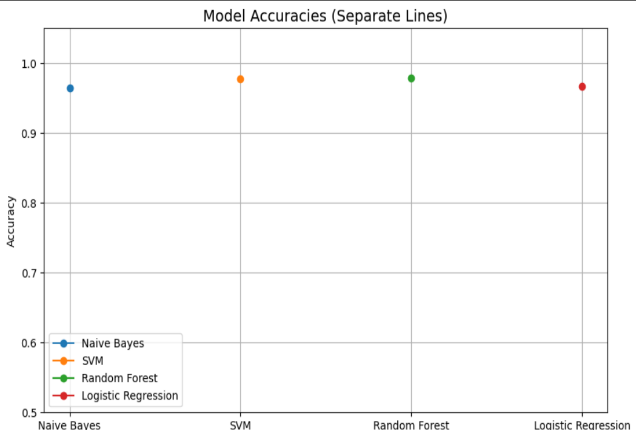 Model Accuracies (Separate Lines)
1.0
0.9
0.8
0.7
0.6
0.5
Accuracy
Naive Bayes
SVM
Random Forest
Logistic Regression
Naive Bayes SVM Random Forest Logistic Regression